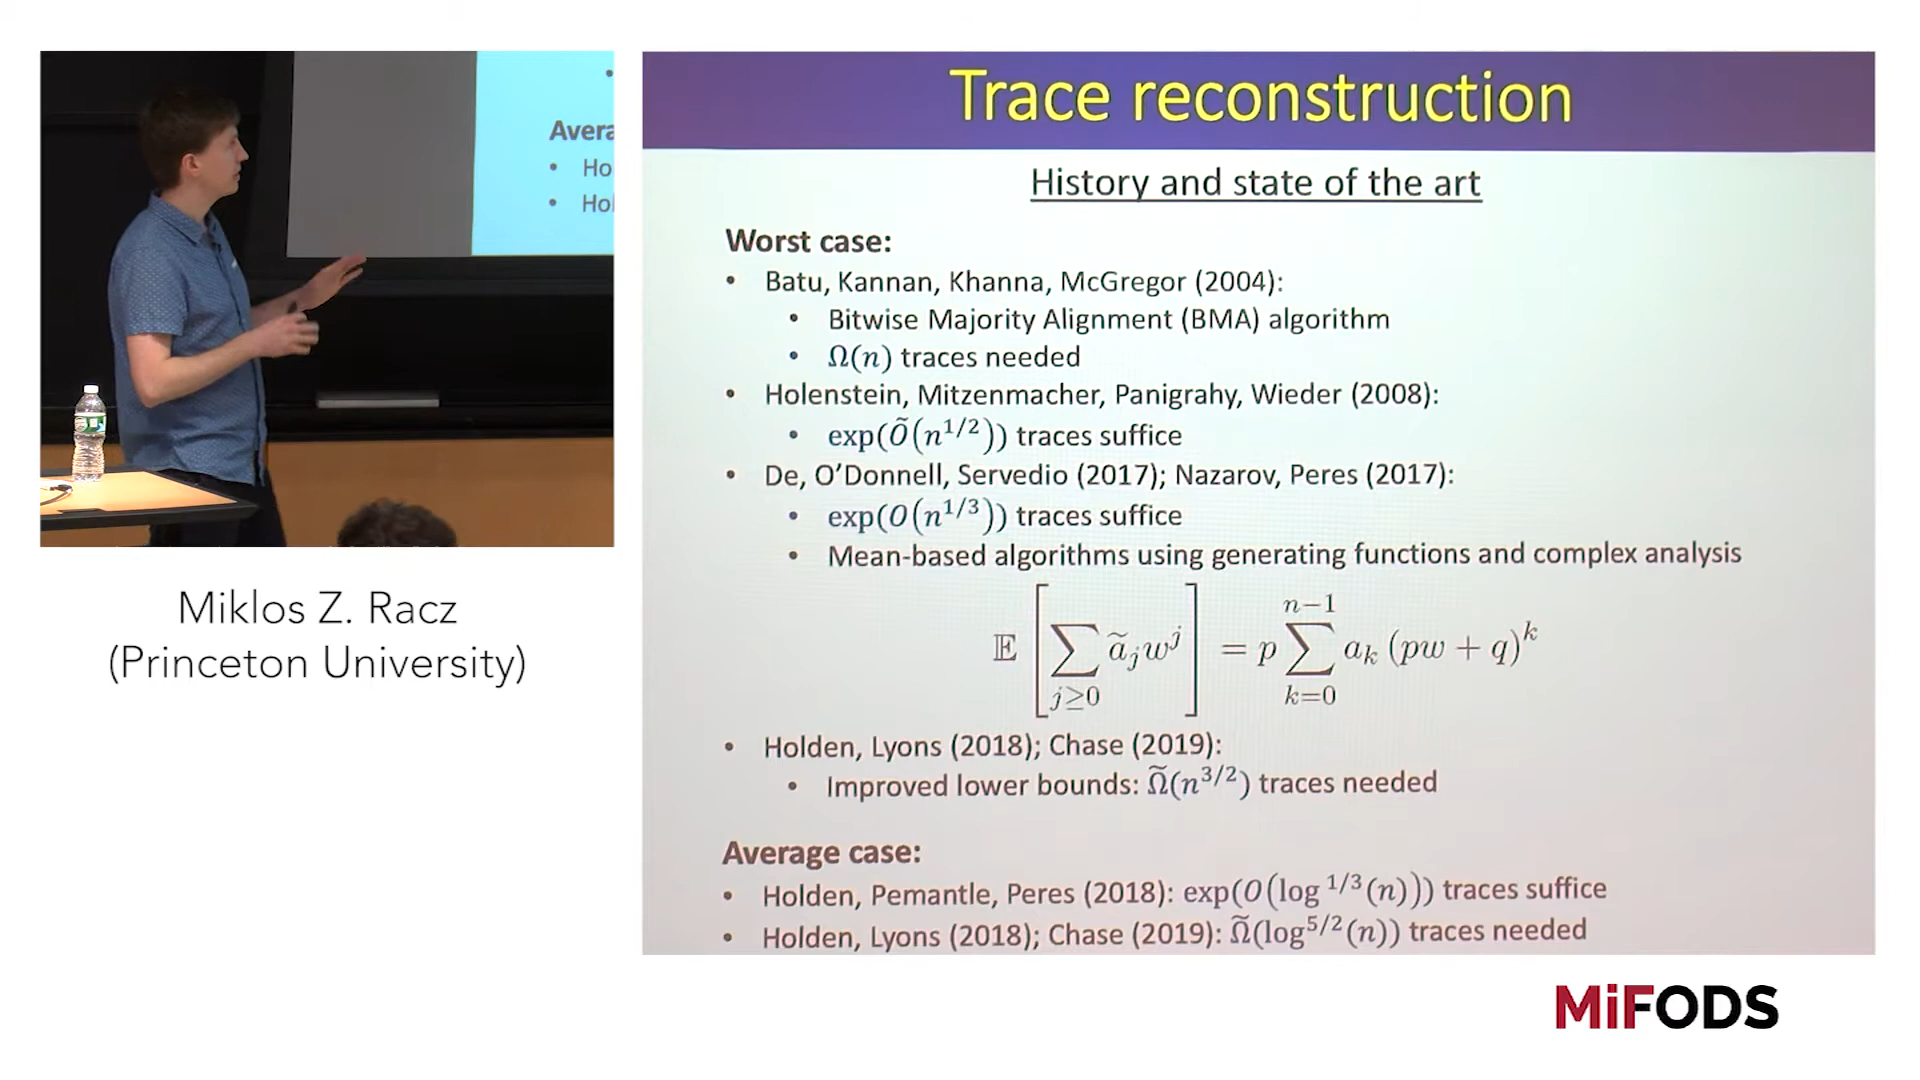 Avera
• Ho
• Hol
Miklos Z. Racz
(Princeton University)
Trace reconstruction
History and state of the art
Worst case:
• Batu, Kannan, Khanna, McGregor (2004):
• Bitwise Majority Alignment (BMA) algorithm
• Ω(n) traces needed
• Holenstein, Mitzenmacher, Panigrahy, Wieder (2008):
• exp(Õ(n^{1/2})) traces suffice
• De, O’Donnell, Servedio (2017); Nazarov, Peres (2017):
• exp(O(n^{1/3})) traces suffice
• Mean-based algorithms using generating functions and complex analysis
𝔼 [∑_{j≥0} ã_j w^j] = p ∑_{k=0}^{n−1} a_k (pw + q)^k
• Holden, Lyons (2018); Chase (2019):
• Improved lower bounds: Ω̃(n^{3/2}) traces needed
Average case:
• Holden, Pemantle, Peres (2018): exp(O(log^{1/3}(n))) traces suffice
• Holden, Lyons (2018); Chase (2019): Ω̃(log^{5/2}(n)) traces needed
MiFODS